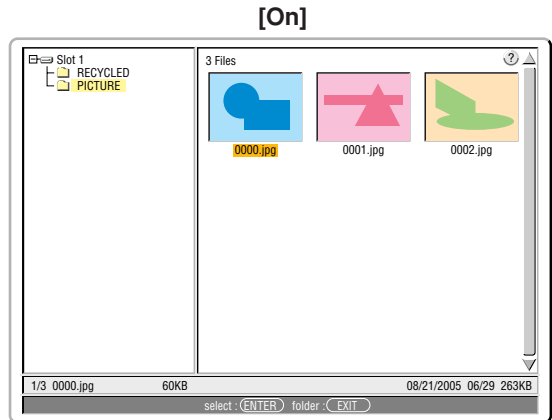 [On]
Slot 1
RECYCLED
PICTURE
3 Files
?
0000.jpg 0001.jpg 0002.jpg
1/3 0000.jpg 60KB 08/21/2005 06/29 263KB
select : ENTER folder : EXIT